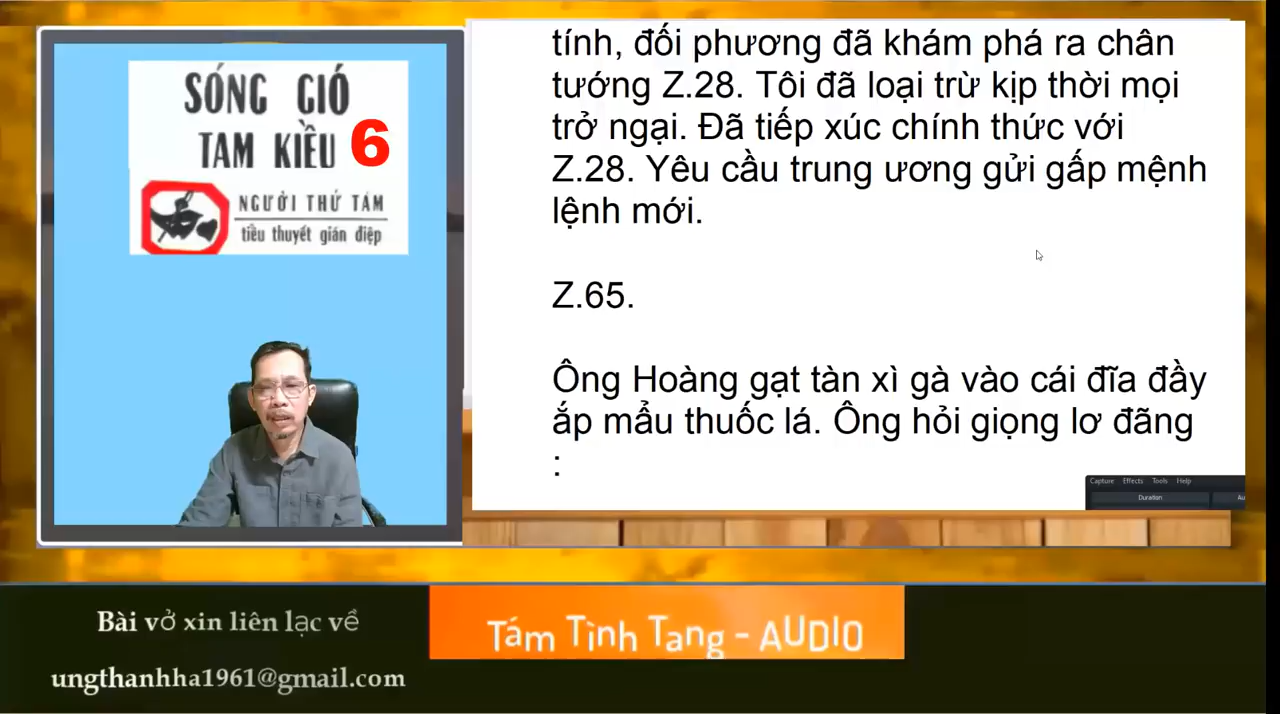 SÓNG GIÓ
TAM KIỀU 6
NGƯỜI THỨ TÁM
tiểu thuyết gián điệp
tính, đối phương đã khám phá ra chân
tướng Z.28. Tôi đã loại trừ kịp thời mọi
trở ngại. Đã tiếp xúc chính thức với
Z.28. Yêu cầu trung ương gửi gấp mệnh
lệnh mới.
Z.65.
Ông Hoàng gạt tàn xì gà vào cái đĩa đầy
ắp mẩu thuốc lá. Ông hỏi giọng lơ đãng
:
Capture Effects Tools Help
Duration
Au
Bài vở xin liên lạc về
ungthanhha1961@gmail.com
Tám Tình Tang - AUDIO